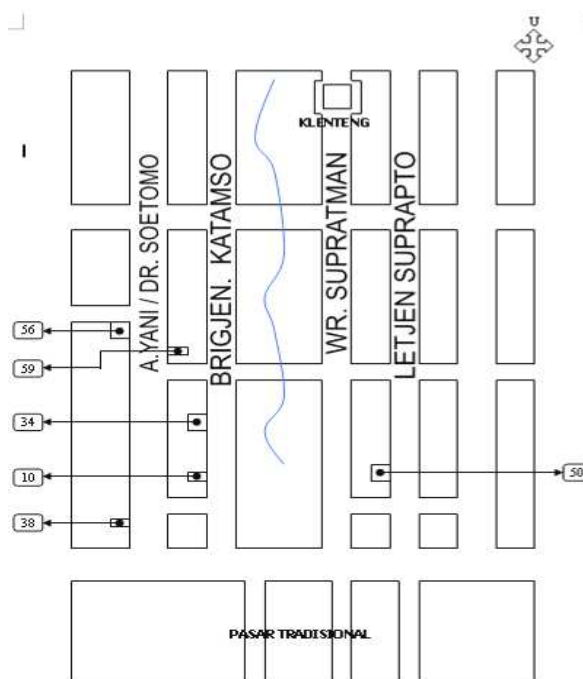 U
KLENTENG
I
A.YANI / DR. SOETOMO
BRIGJEN. KATAMSO
WR. SUPRATMAN
LETJEN SUPRAPTO
56
59
34
10
50
38
PASAR TRADISIONAL